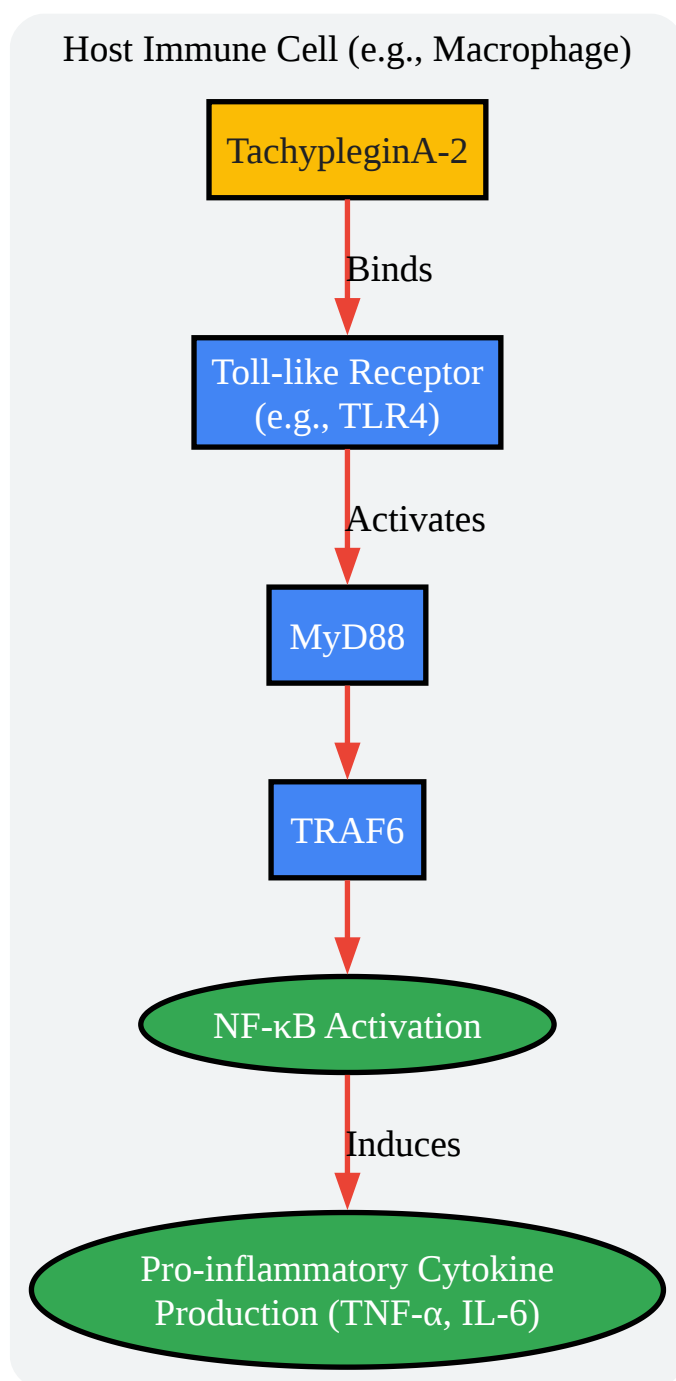 Host Immune Cell (e.g., Macrophage)
TachypleginA-2
Binds
Toll-like Receptor
(e.g., TLR4)
Activates
MyD88
TRAF6
NF-κB Activation
Induces
Pro-inflammatory Cytokine
Production (TNF-α, IL-6)